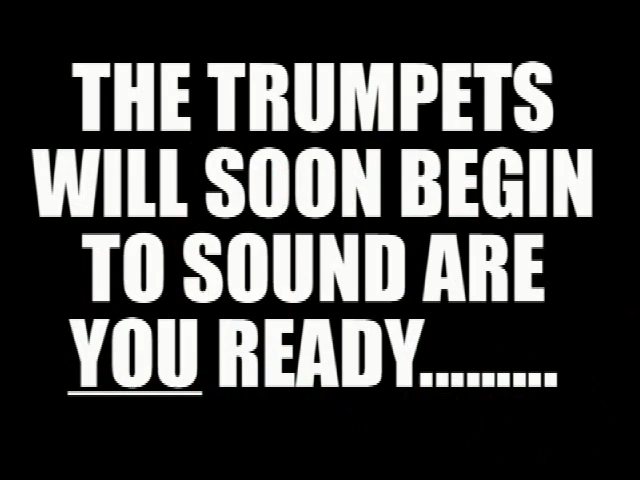 THE TRUMPETS
WILL SOON BEGIN
TO SOUND ARE
YOU READY.........